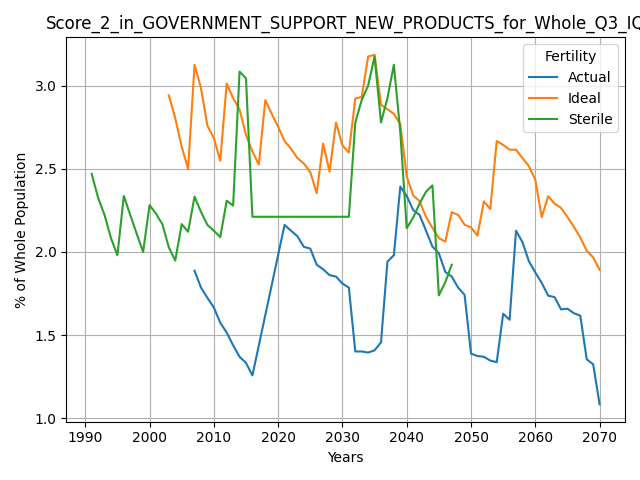 Score_2_in_GOVERNMENT_SUPPORT_NEW_PRODUCTS_for_Whole_Q3_IQ
Fertility
Actual
Ideal
Sterile
% of Whole Population
3.0
2.5
2.0
1.5
1.0
1990 2000 2010 2020 2030 2040 2050 2060 2070
Years